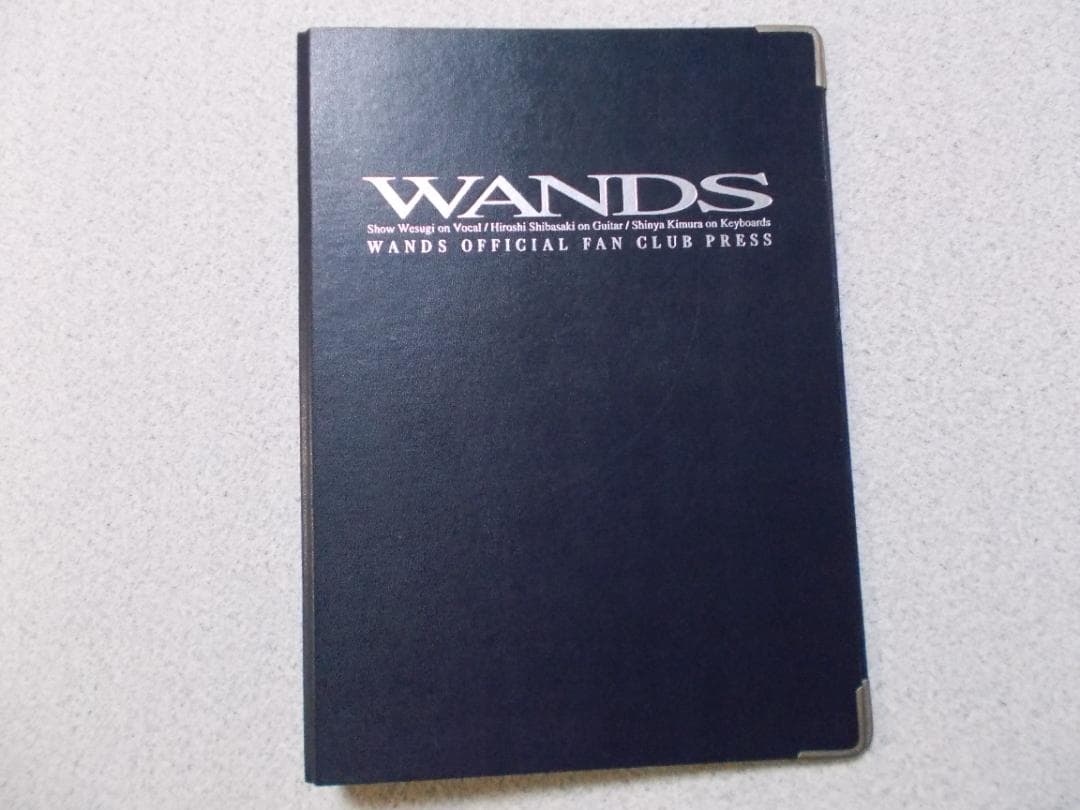 WANDS
Show Wesugi on Vocal / Hiroshi Shibasaki on Guitar / Shinya Kimura on Keyboards
WANDS OFFICIAL FAN CLUB PRESS